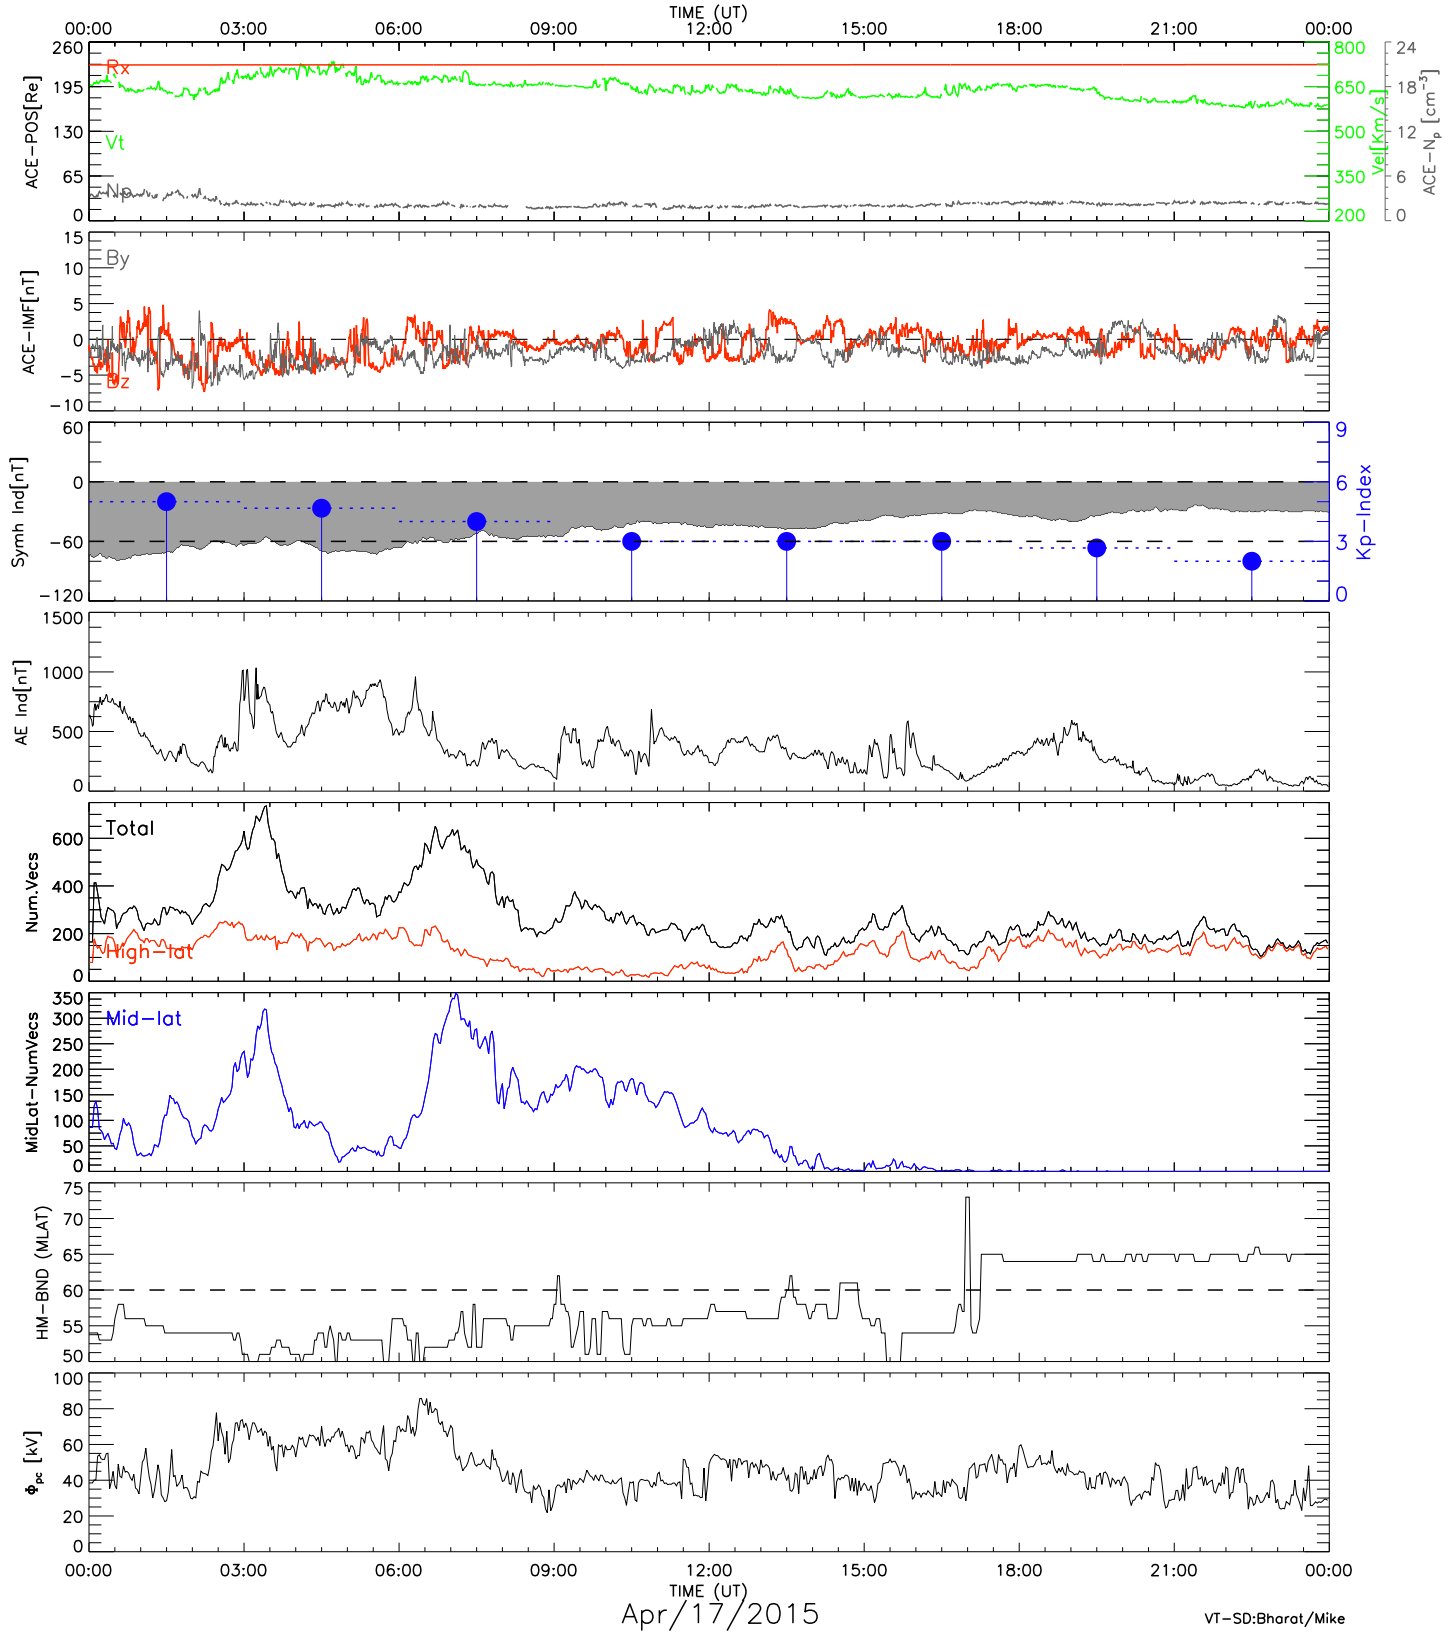 TIME (UT)
00:00 03:00 06:00 09:00 12:00 15:00 18:00 21:00 00:00
260
195
130
65
0
ACE-POS[Re]
Rx
Vt
Np
800
650
500
350
200
Vel[Km/s]
24
18
12
6
0
ACE-Np [cm-3]
15
10
5
0
-5
-10
ACE-IMF[nT]
By
Bz
60
0
-60
-120
Symh Ind[nT]
9
6
3
0
Kp-Index
1500
1000
500
0
AE Ind[nT]
600
400
200
0
Num.Vecs
Total
High-lat
350
300
250
200
150
100
50
0
MidLat-NumVecs
Mid-lat
75
70
65
60
55
50
HM-BND (MLAT)
100
80
60
40
20
0
Φpc [kV]
00:00 03:00 06:00 09:00 12:00 15:00 18:00 21:00 00:00
TIME (UT)
Apr/17/2015
VT-SD:Bharat/Mike